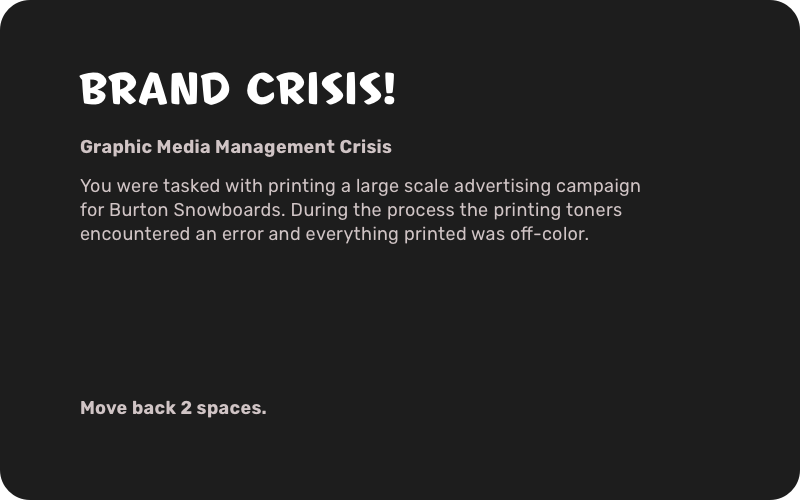 BRAND CRISIS!
Graphic Media Management Crisis
You were tasked with printing a large scale advertising campaign
for Burton Snowboards. During the process the printing toners
encountered an error and everything printed was off-color.
Move back 2 spaces.